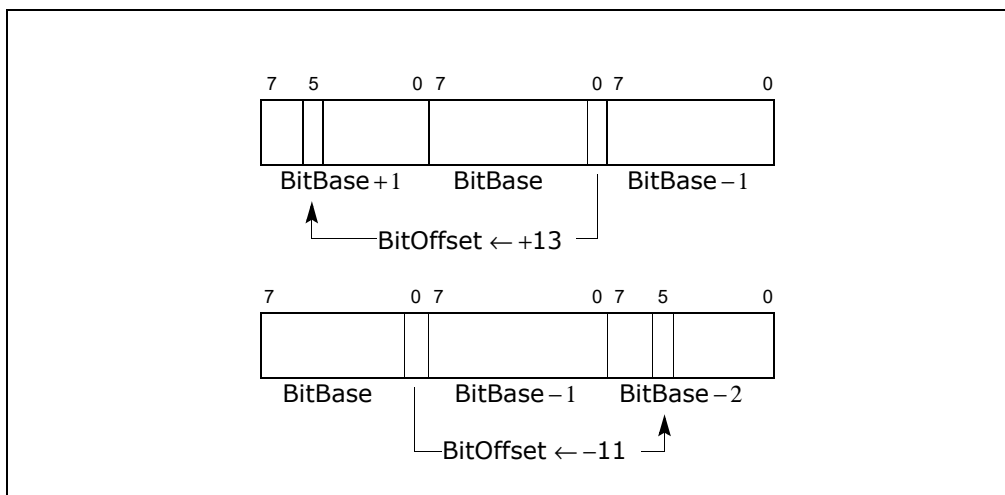 7 5 0 7 0 7 0
BitBase + 1 BitBase BitBase − 1
BitOffset ← +13
7 0 7 0 7 5 0
BitBase BitBase − 1 BitBase − 2
BitOffset ← −11